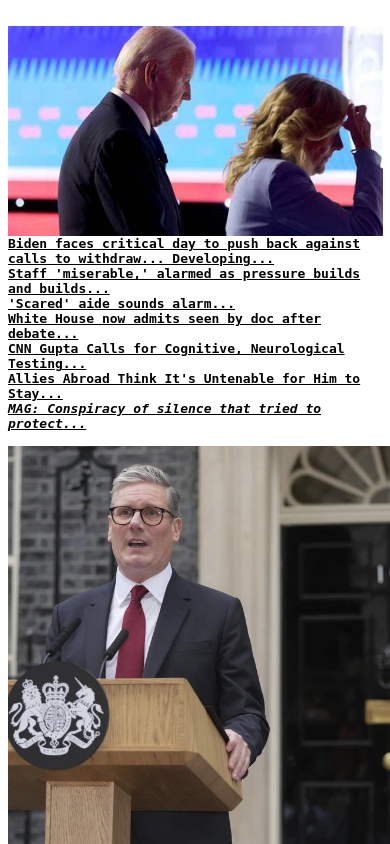 Biden faces critical day to push back against
calls to withdraw... Developing...
Staff 'miserable,' alarmed as pressure builds
and builds...
'Scared' aide sounds alarm...
White House now admits seen by doc after
debate...
CNN Gupta Calls for Cognitive, Neurological
Testing...
Allies Abroad Think It's Untenable for Him to
Stay...
MAG: Conspiracy of silence that tried to
protect...